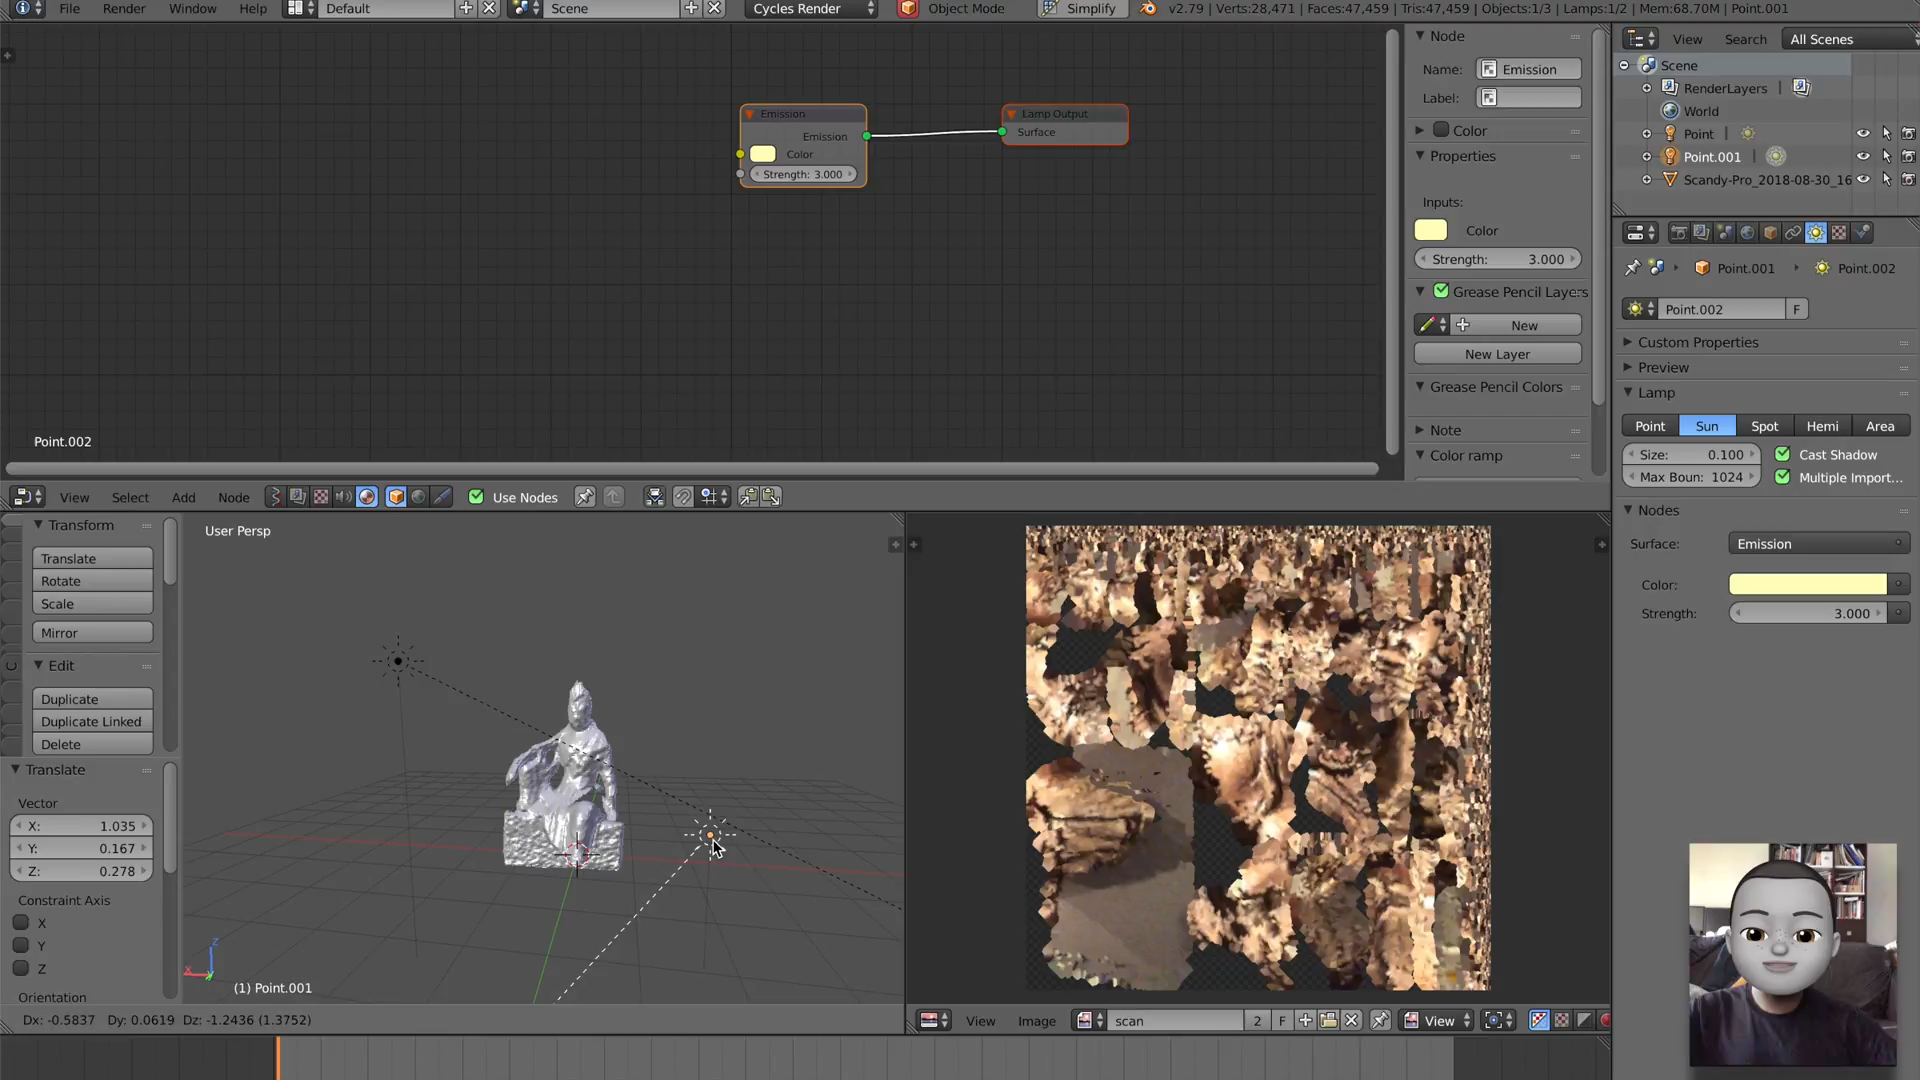 File Render Window Help Default Scene Cycles Render Object Mode Simplify v2.79 | Verts:28,471 | Faces:47,459 | Tris:47,459 | Objects:1/3 | Lamps:1/2 | Mem:68.70M | Point.001
Emission
Emission
Color
Strength: 3.000
Lamp Output
Surface
Point.002
Node
Name: Emission
Label:
Color
Properties
Inputs:
Color
Strength: 3.000
Grease Pencil Layers
New
New Layer
Grease Pencil Colors
Note
Color ramp
View Search All Scenes
Scene
RenderLayers
World
Point
Point.001
Scandy-Pro_2018-08-30_16
Point.001 Point.002
Point.002 F
Custom Properties
Preview
Lamp
Point Sun Spot Hemi Area
Size: 0.100 Cast Shadow
Max Boun: 1024 Multiple Import...
Nodes
Surface: Emission
Color:
Strength: 3.000
View Select Add Node Use Nodes
Transform
Translate
Rotate
Scale
Mirror
Edit
Duplicate
Duplicate Linked
Delete
Translate
Vector
X: 1.035
Y: 0.167
Z: 0.278
Constraint Axis
X
Y
Z
Orientation
User Persp
z
x
y
(1) Point.001
Dx: -0.5837 Dy: 0.0619 Dz: -1.2436 (1.3752)
View Image scan 2 F View